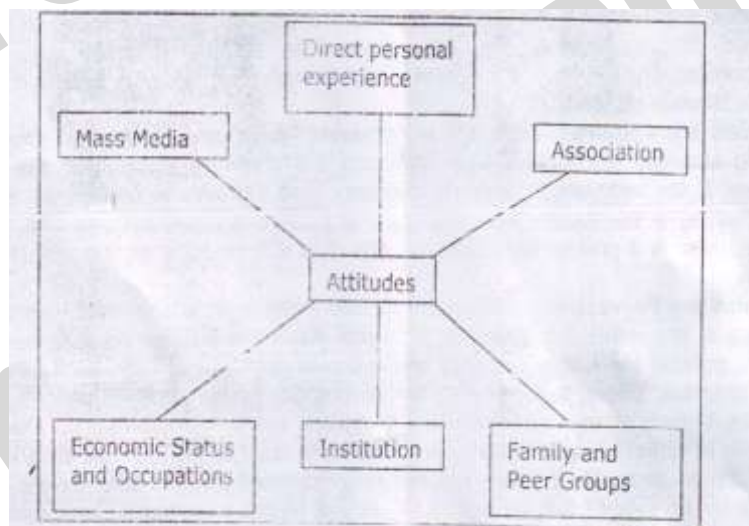 Direct personal
experience
Mass Media
Association
Attitudes
Economic Status
and Occupations
Institution
Family and
Peer Groups